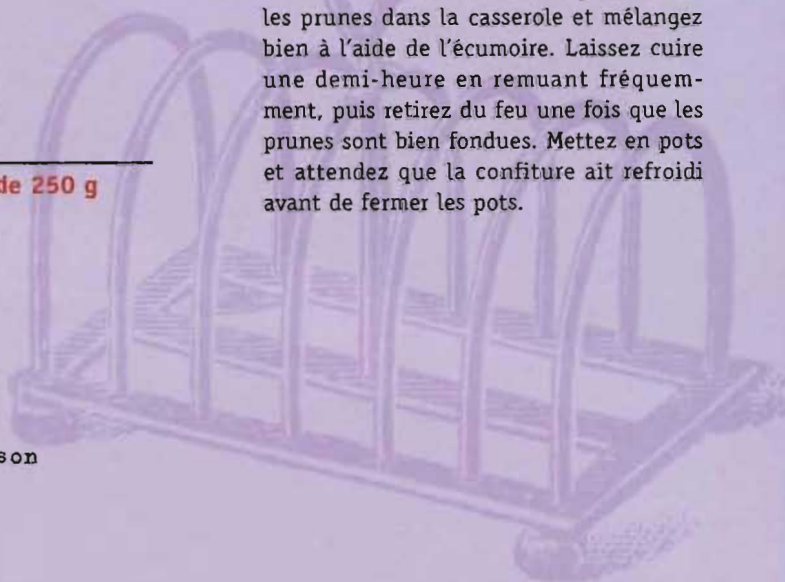 les prunes dans la casserole et mélangez
bien à l'aide de l'écumoire. Laissez cuire
une demi-heure en remuant fréquem-
ment, puis retirez du feu une fois que les
prunes sont bien fondues. Mettez en pots
et attendez que la confiture ait refroidi
avant de fermer les pots.
de 250 g
son